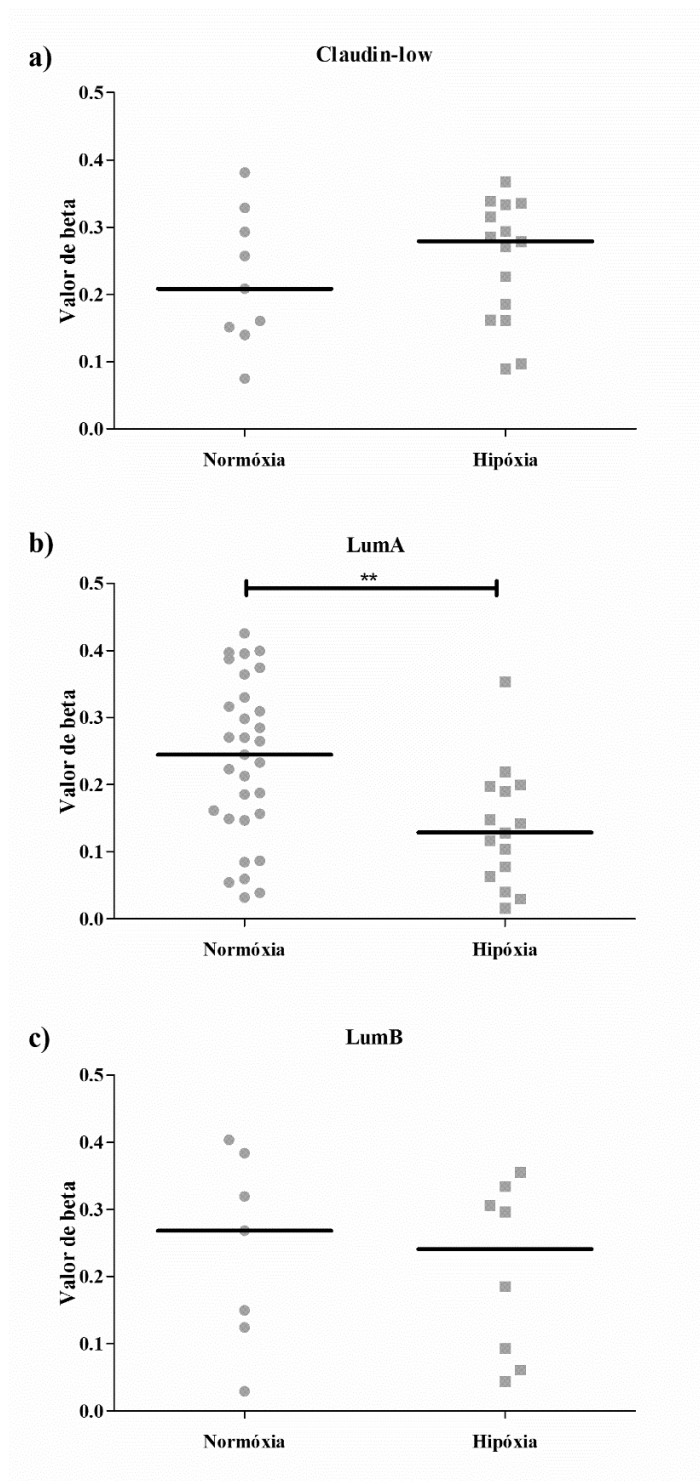 a)
Claudin-low
Valor de beta
0.5
0.4
0.3
0.2
0.1
0.0
Normóxia
Hipóxia
b)
LumA
**
Valor de beta
0.5
0.4
0.3
0.2
0.1
0.0
Normóxia
Hipóxia
c)
LumB
Valor de beta
0.5
0.4
0.3
0.2
0.1
0.0
Normóxia
Hipóxia